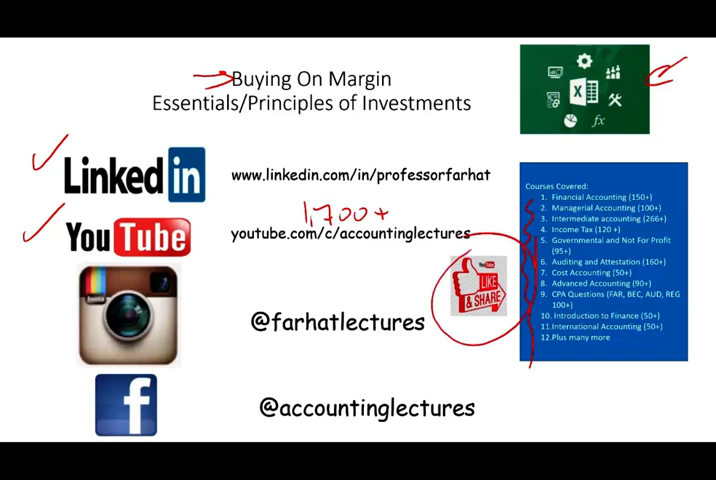 Buying On Margin
Essentials/Principles of Investments
X
fx
LinkedIn
www.linkedin.com/in/professorfarhat
1,700+
YouTube
youtube.com/c/accountinglectures
YouTube
LIKE
& SHARE
@farhatlectures
@accountinglectures
Courses Covered:
1. Financial Accounting (150+)
2. Managerial Accounting (100+)
3. Intermediate accounting (266+)
4. Income Tax (120 +)
5. Governmental and Not For Profit
(95+)
6. Auditing and Attestation (160+)
7. Cost Accounting (50+)
8. Advanced Accounting (90+)
9. CPA Questions (FAR, BEC, AUD, REG
100+)
10. Introduction to Finance (50+)
11.International Accounting (50+)
12.Plus many more